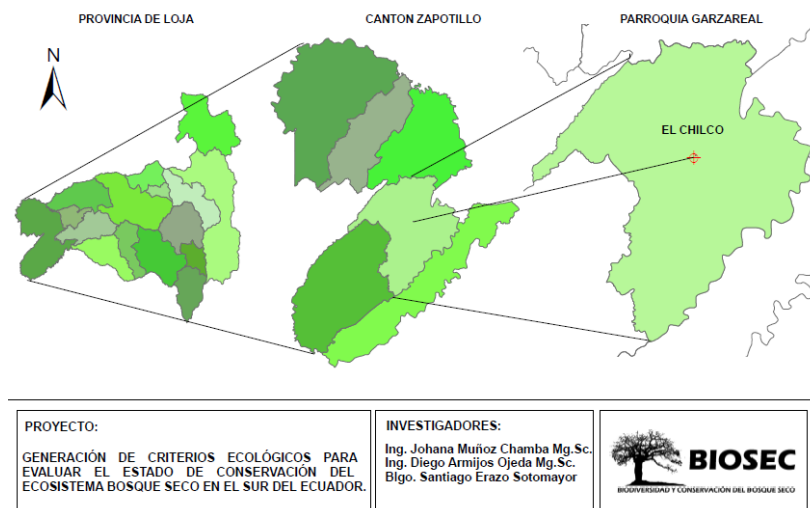 PROVINCIA DE LOJA
CANTON ZAPOTILLO
PARROQUIA GARZAREAL
N
EL CHILCO
PROYECTO:
GENERACIÓN DE CRITERIOS ECOLÓGICOS PARA
EVALUAR EL ESTADO DE CONSERVACIÓN DEL
ECOSISTEMA BOSQUE SECO EN EL SUR DEL ECUADOR.
INVESTIGADORES:
Ing. Johana Muñoz Chamba Mg.Sc.
Ing. Diego Armijos Ojeda Mg.Sc.
Blgo. Santiago Erazo Sotomayor
BIOSEC
BIODIVERSIDAD Y CONSERVACIÓN DEL BOSQUE SECO